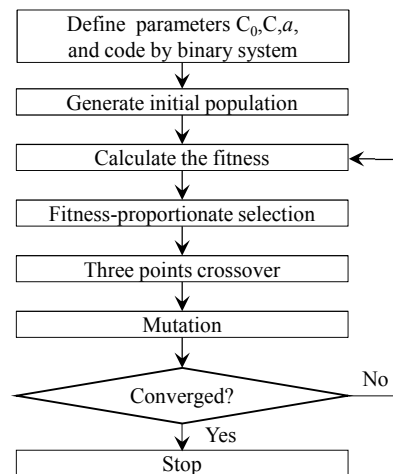 Define parameters C₀,C,a,
and code by binary system
Generate initial population
Calculate the fitness
Fitness-proportionate selection
Three points crossover
Mutation
Converged?
No
Yes
Stop